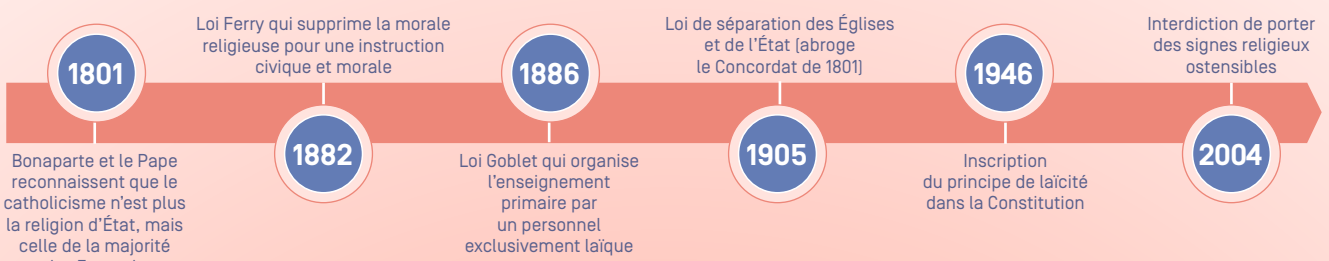 1801
Bonaparte et le Pape
reconnaissent que le
catholicisme n'est plus
la religion d'État, mais
celle de la majorité
Loi Ferry qui supprime la morale
religieuse pour une instruction
civique et morale
1882
1886
Loi Goblet qui organise
l'enseignement
primaire par
un personnel
exclusivement laïque
Loi de séparation des Églises
et de l'État (abroge
le Concordat de 1801)
1905
1946
Inscription
du principe de laïcité
dans la Constitution
Interdiction de porter
des signes religieux
ostensibles
2004